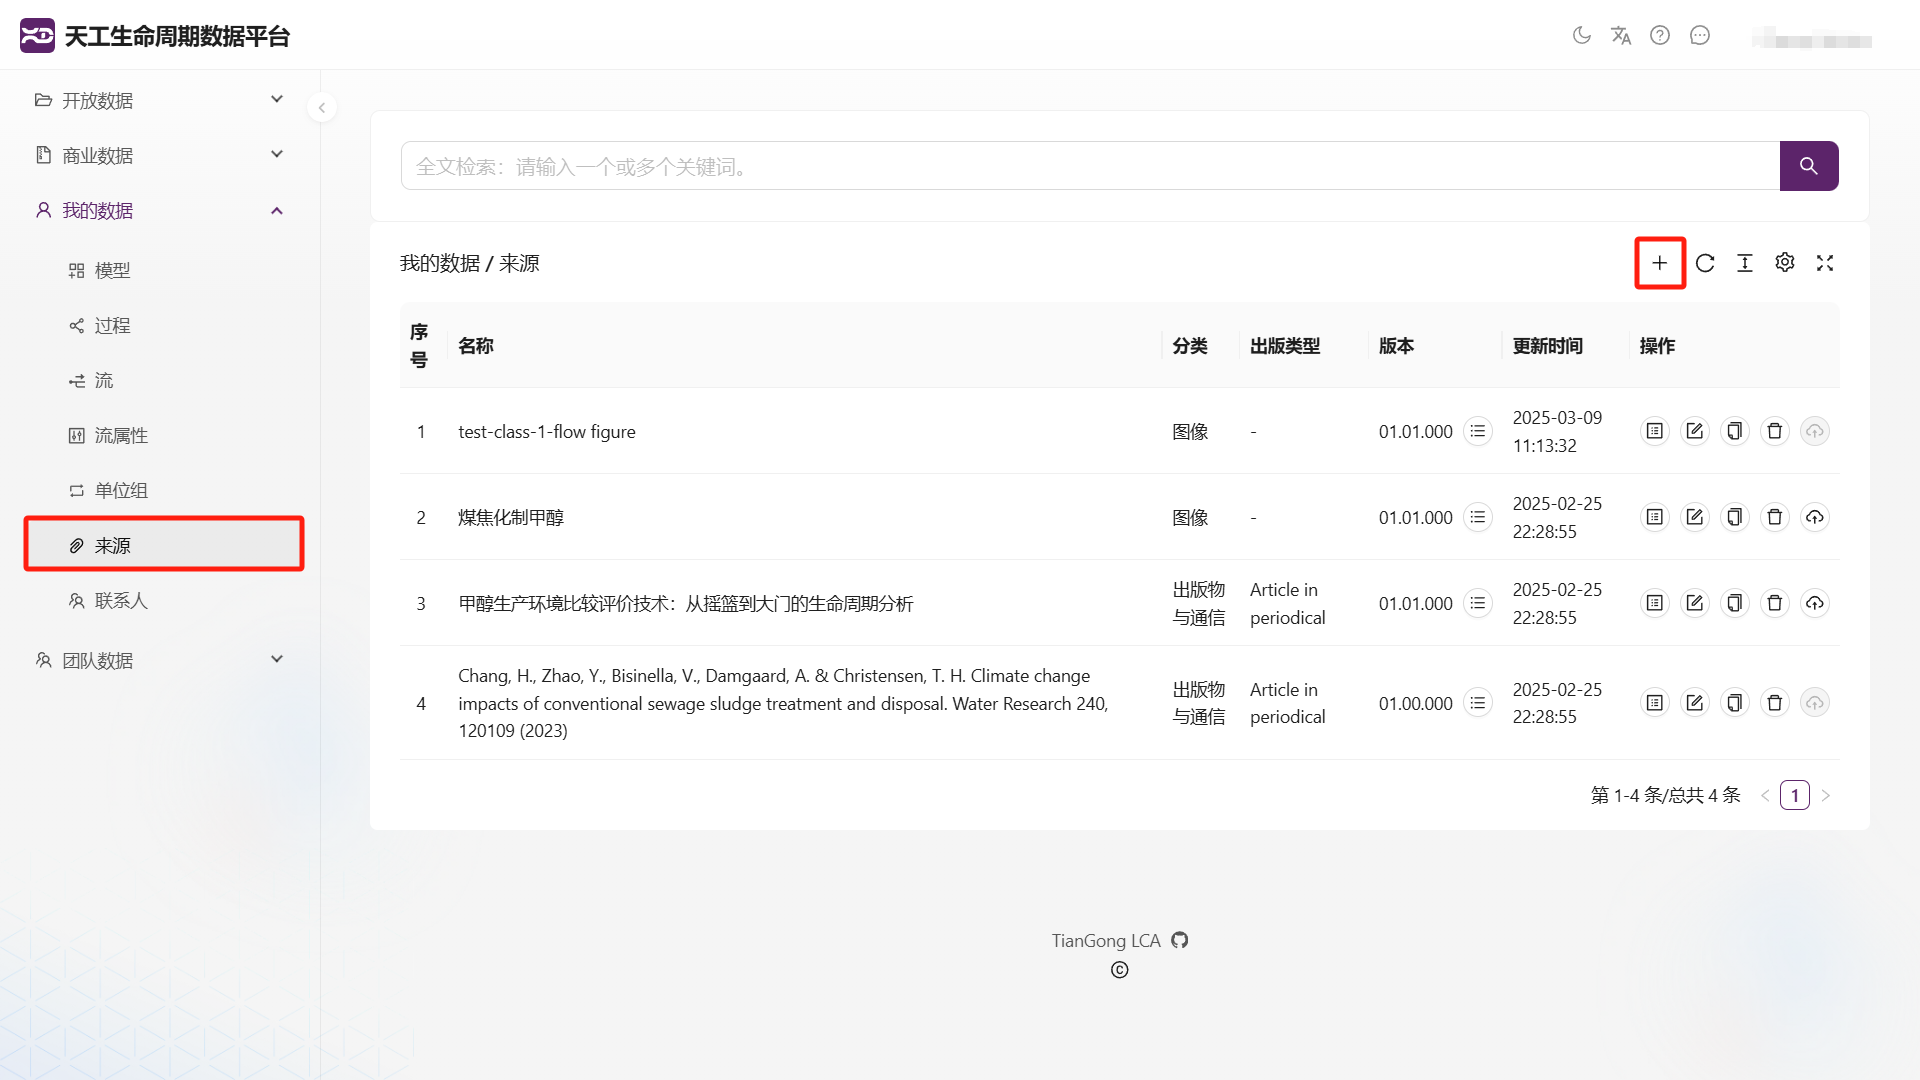 天工生命周期数据平台
开放数据
商业数据
我的数据
模型
过程
流
流属性
单位组
来源
联系人
团队数据
全文检索：请输入一个或多个关键词。
我的数据 / 来源
序号 名称 分类 出版类型 版本 更新时间 操作
1 test-class-1-flow figure 图像 - 01.01.000 2025-03-09 11:13:32
2 煤焦化制甲醇 图像 - 01.01.000 2025-02-25 22:28:55
3 甲醇生产环境比较评价技术：从摇篮到大门的生命周期分析 出版物与通信 Article in periodical 01.01.000 2025-02-25 22:28:55
4 Chang, H., Zhao, Y., Bisinella, V., Damgaard, A. & Christensen, T. H. Climate change impacts of conventional sewage sludge treatment and disposal. Water Research 240, 120109 (2023) 出版物与通信 Article in periodical 01.00.000 2025-02-25 22:28:55
第 1-4 条/总共 4 条 < 1 >
TianGong LCA
©